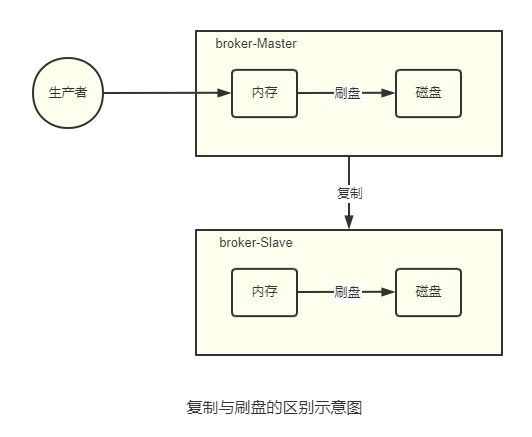 broker-Master
生产者
内存
刷盘
磁盘
复制
broker-Slave
内存
刷盘
磁盘
复制与刷盘的区别示意图